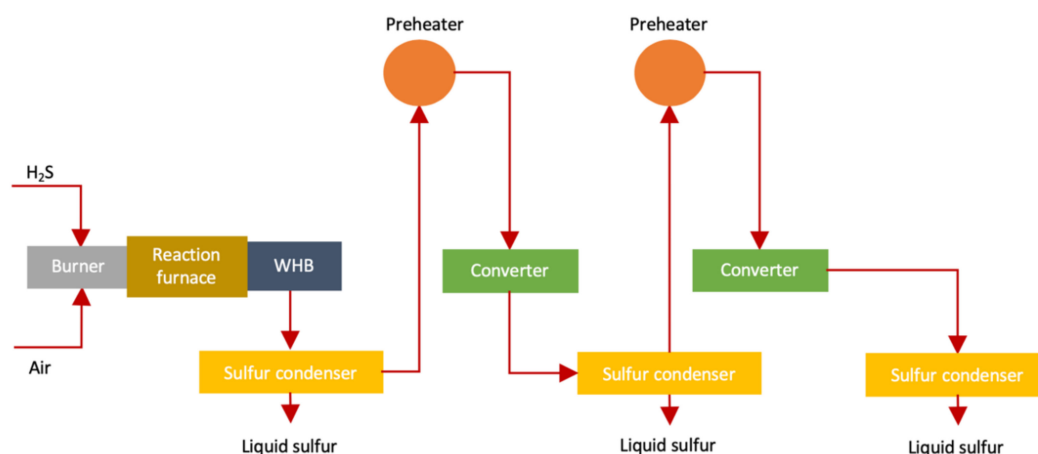 Preheater
Preheater
H₂S
Burner
Reaction
furnace
WHB
Converter
Converter
Air
Sulfur condenser
Sulfur condenser
Sulfur condenser
Liquid sulfur
Liquid sulfur
Liquid sulfur